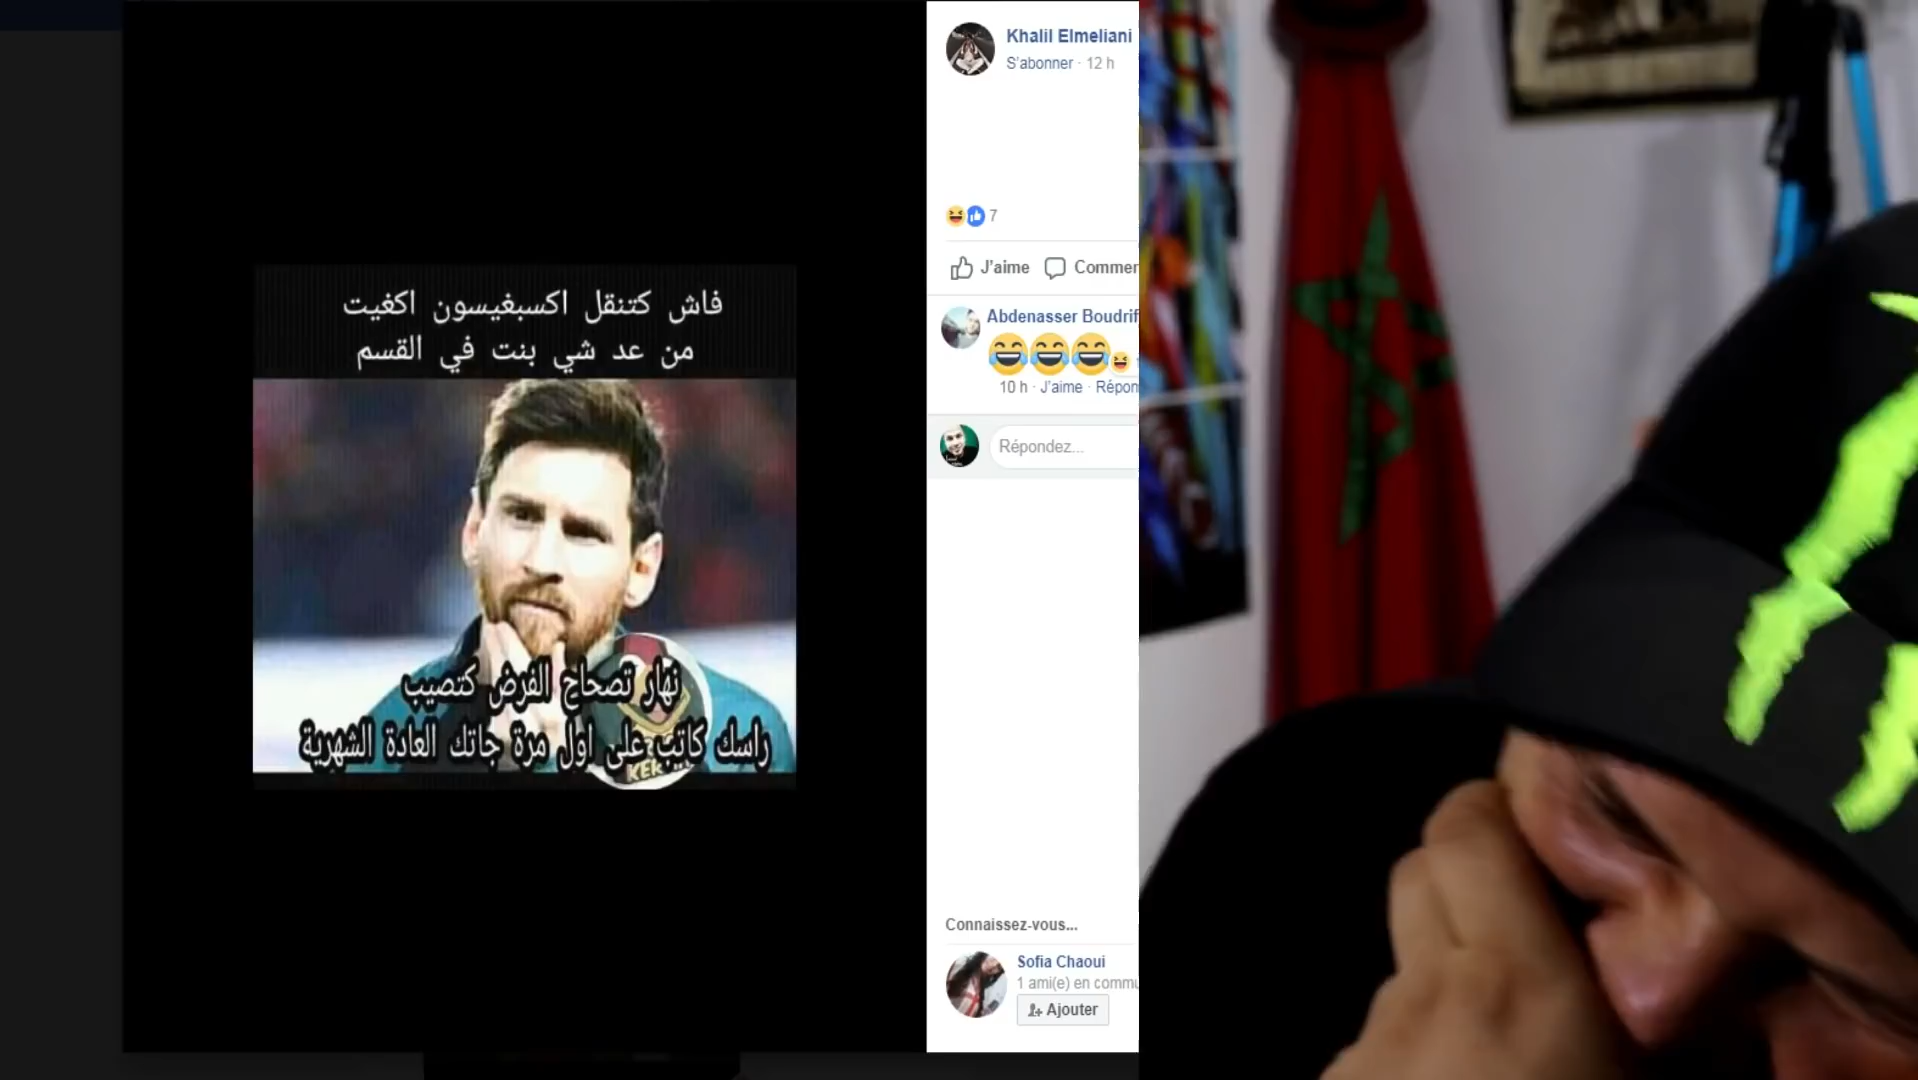 Khalil Elmeliani
S'abonner · 12 h
7
J'aime
Commer
Abdenasser Boudrif
10 h · J'aime · Répon
Répondez...
Connaissez-vous...
Sofia Chaoui
1 ami(e) en commu
Ajouter
فاش كتنقل اكسبغيسون اكغيت
من عد شي بنت في القسم
نهار تصحاح الفرض كتصيب
راسك كاتب على اول مرة جاتك العادة الشهرية